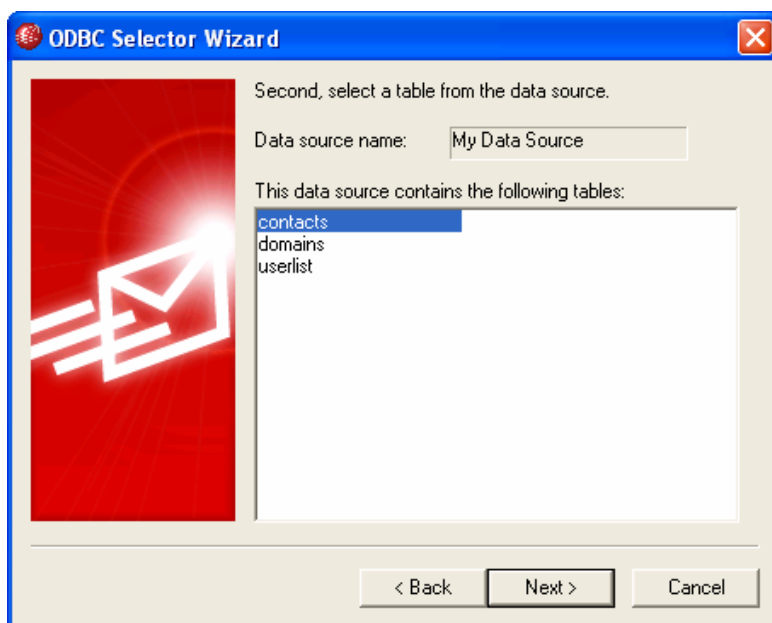 ODBC Selector Wizard
Second, select a table from the data source.
Data source name: My Data Source
This data source contains the following tables:
contacts
domains
userlist
< Back Next > Cancel